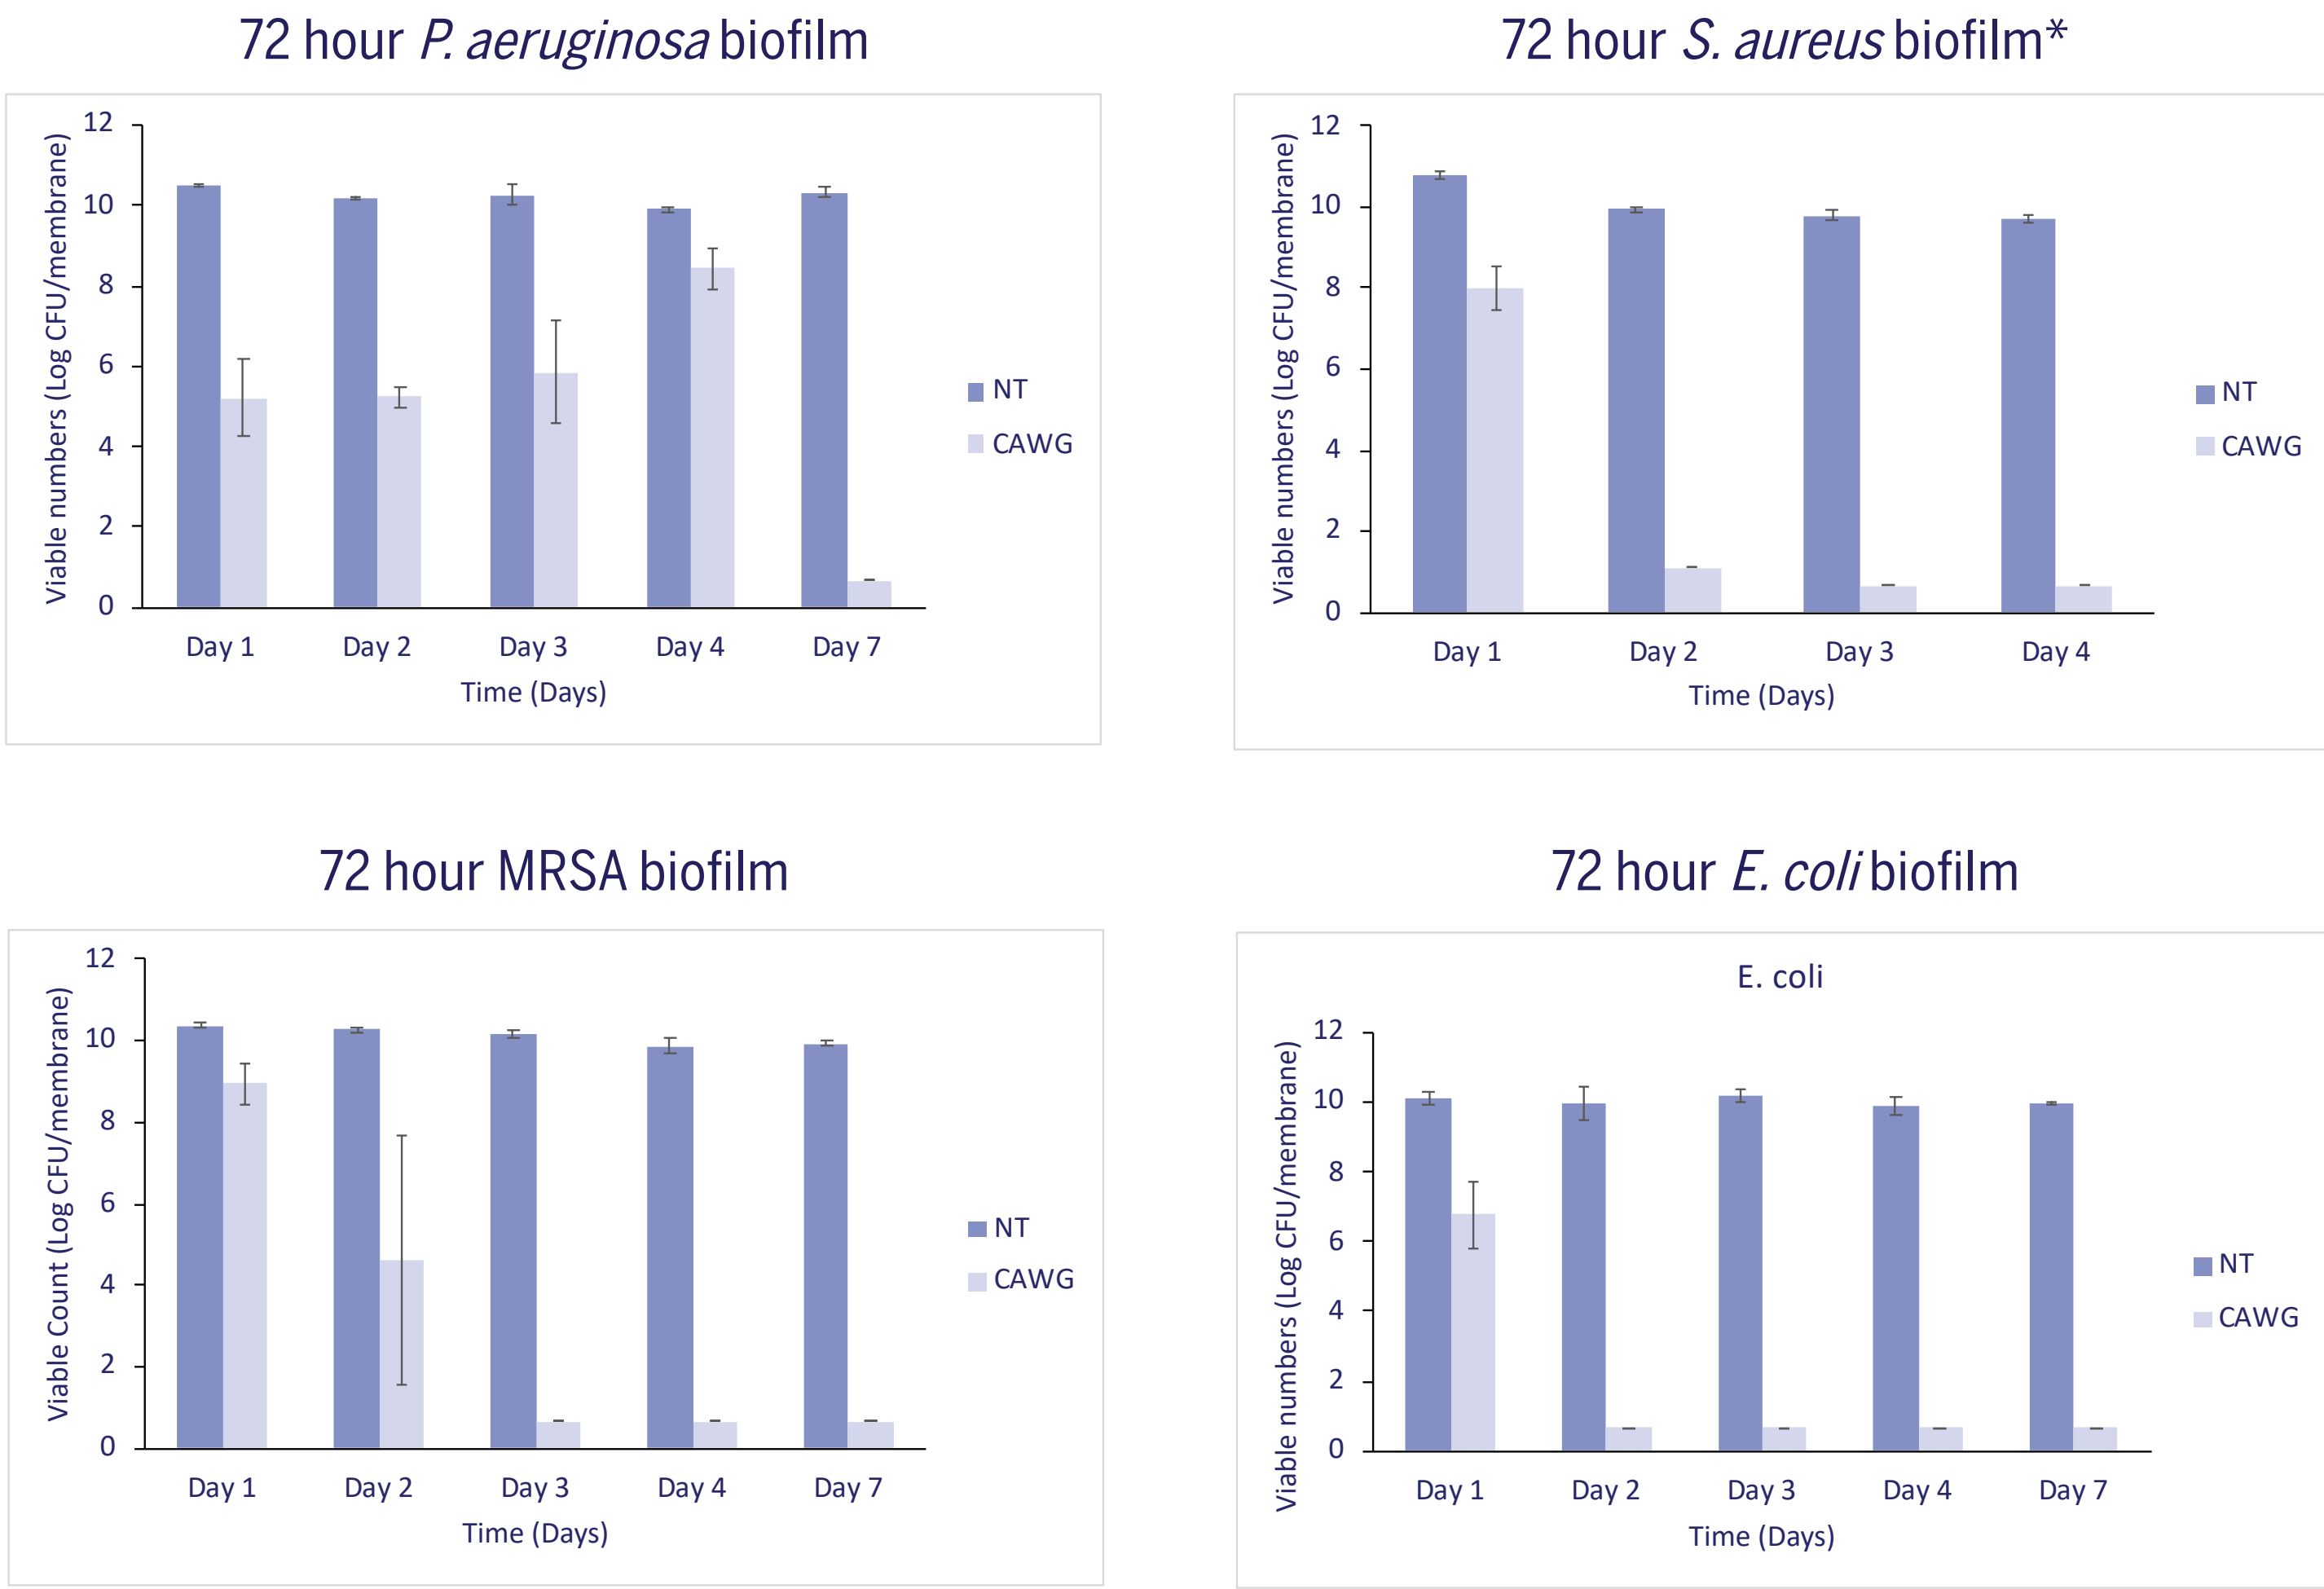 72 hour P. aeruginosa biofilm
Viable numbers (Log CFU/membrane)
12
10
8
6
4
2
0
Day 1 Day 2 Day 3 Day 4 Day 7
Time (Days)
NT
CAWG
72 hour S. aureus biofilm*
Viable numbers (Log CFU/membrane)
12
10
8
6
4
2
0
Day 1 Day 2 Day 3 Day 4
Time (Days)
NT
CAWG
72 hour MRSA biofilm
Viable Count (Log CFU/membrane)
12
10
8
6
4
2
0
Day 1 Day 2 Day 3 Day 4 Day 7
Time (Days)
NT
CAWG
72 hour E. coli biofilm
E. coli
Viable numbers (Log CFU/membrane)
12
10
8
6
4
2
0
Day 1 Day 2 Day 3 Day 4 Day 7
Time (Days)
NT
CAWG